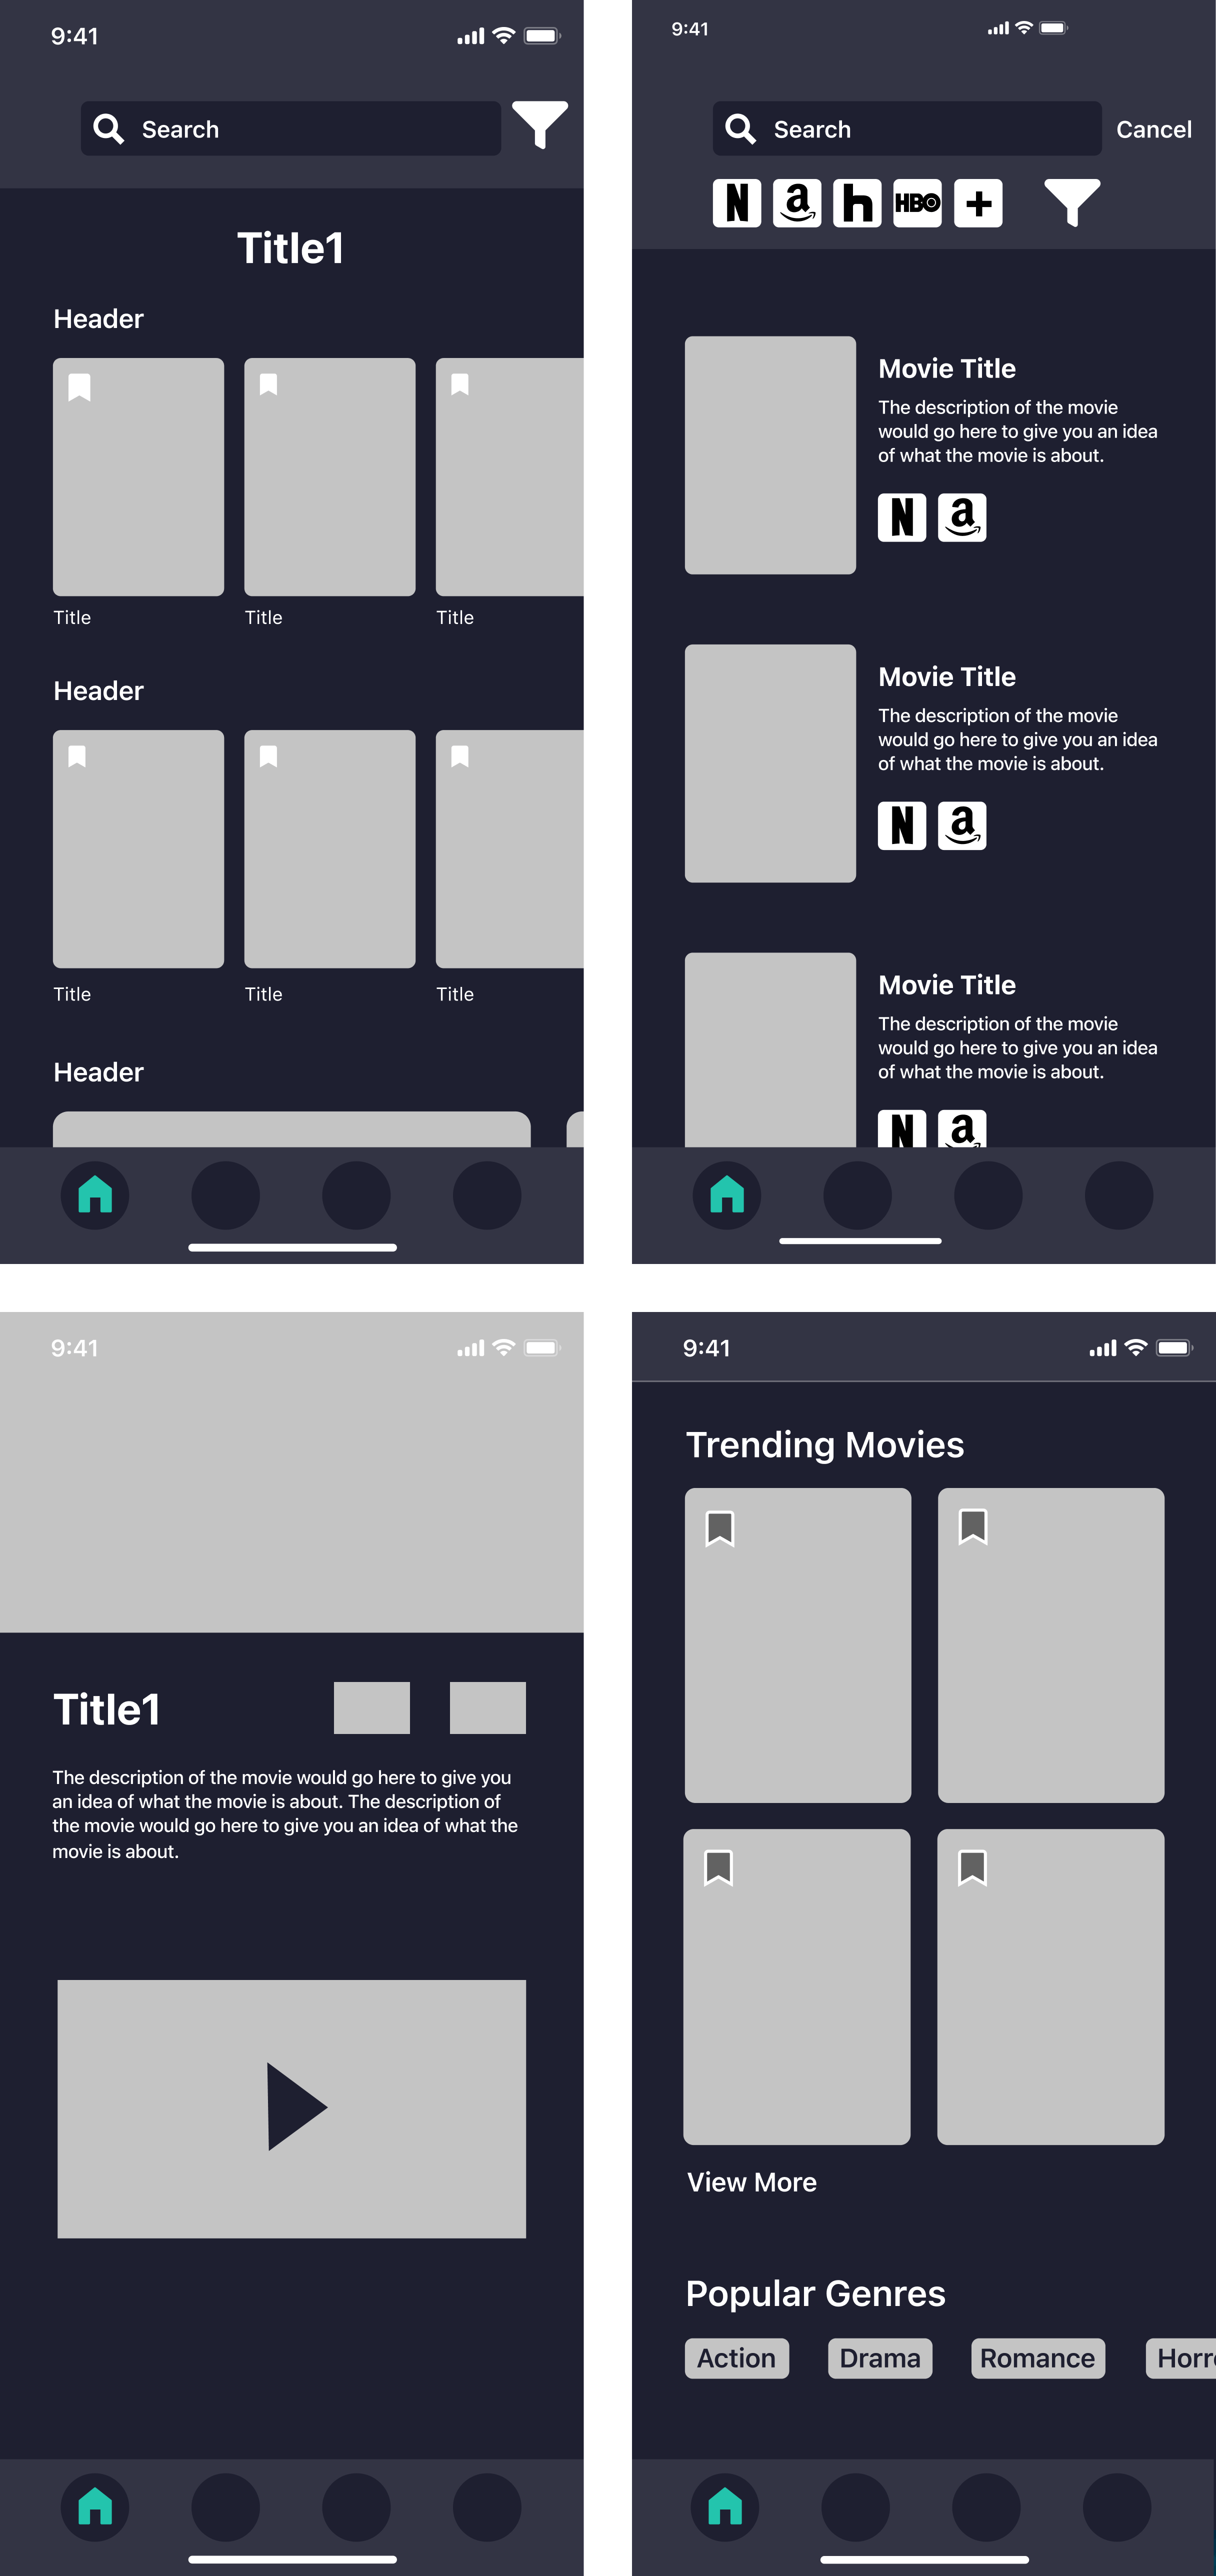 9:41
Search
Title1
Header
Title Title Title
Header
Title Title Title
Header
9:41
Search Cancel
N a h HBO +
Movie Title
The description of the movie
would go here to give you an idea
of what the movie is about.
N a
Movie Title
The description of the movie
would go here to give you an idea
of what the movie is about.
N a
Movie Title
The description of the movie
would go here to give you an idea
of what the movie is about.
N a
9:41
Title1
The description of the movie would go here to give you
an idea of what the movie is about. The description of
the movie would go here to give you an idea of what the
movie is about.
9:41
Trending Movies
View More
Popular Genres
Action Drama Romance Horr